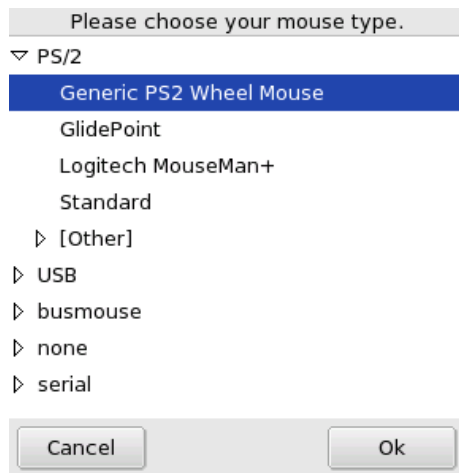 Please choose your mouse type.
PS/2
Generic PS2 Wheel Mouse
GlidePoint
Logitech MouseMan+
Standard
[Other]
USB
busmouse
none
serial
Cancel Ok